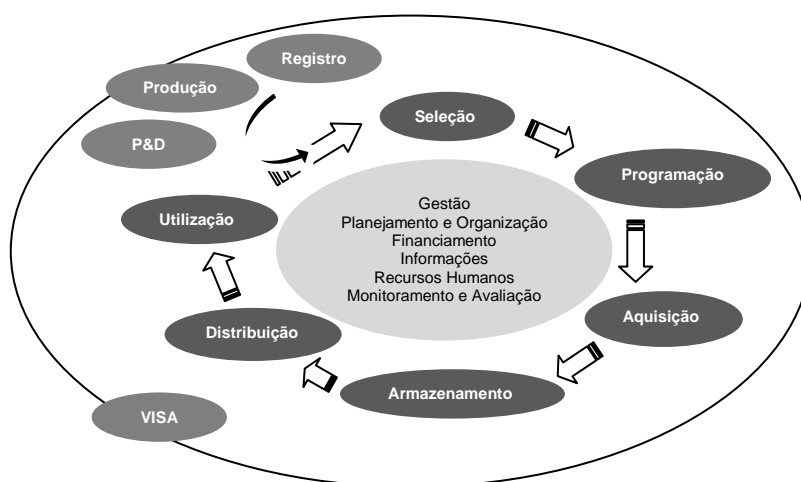 Registro
Produção
P&D
Seleção
Programação
Utilização
Gestão
Planejamento e Organização
Financiamento
Informações
Recursos Humanos
Monitoramento e Avaliação
Aquisição
Distribuição
Armazenamento
VISA